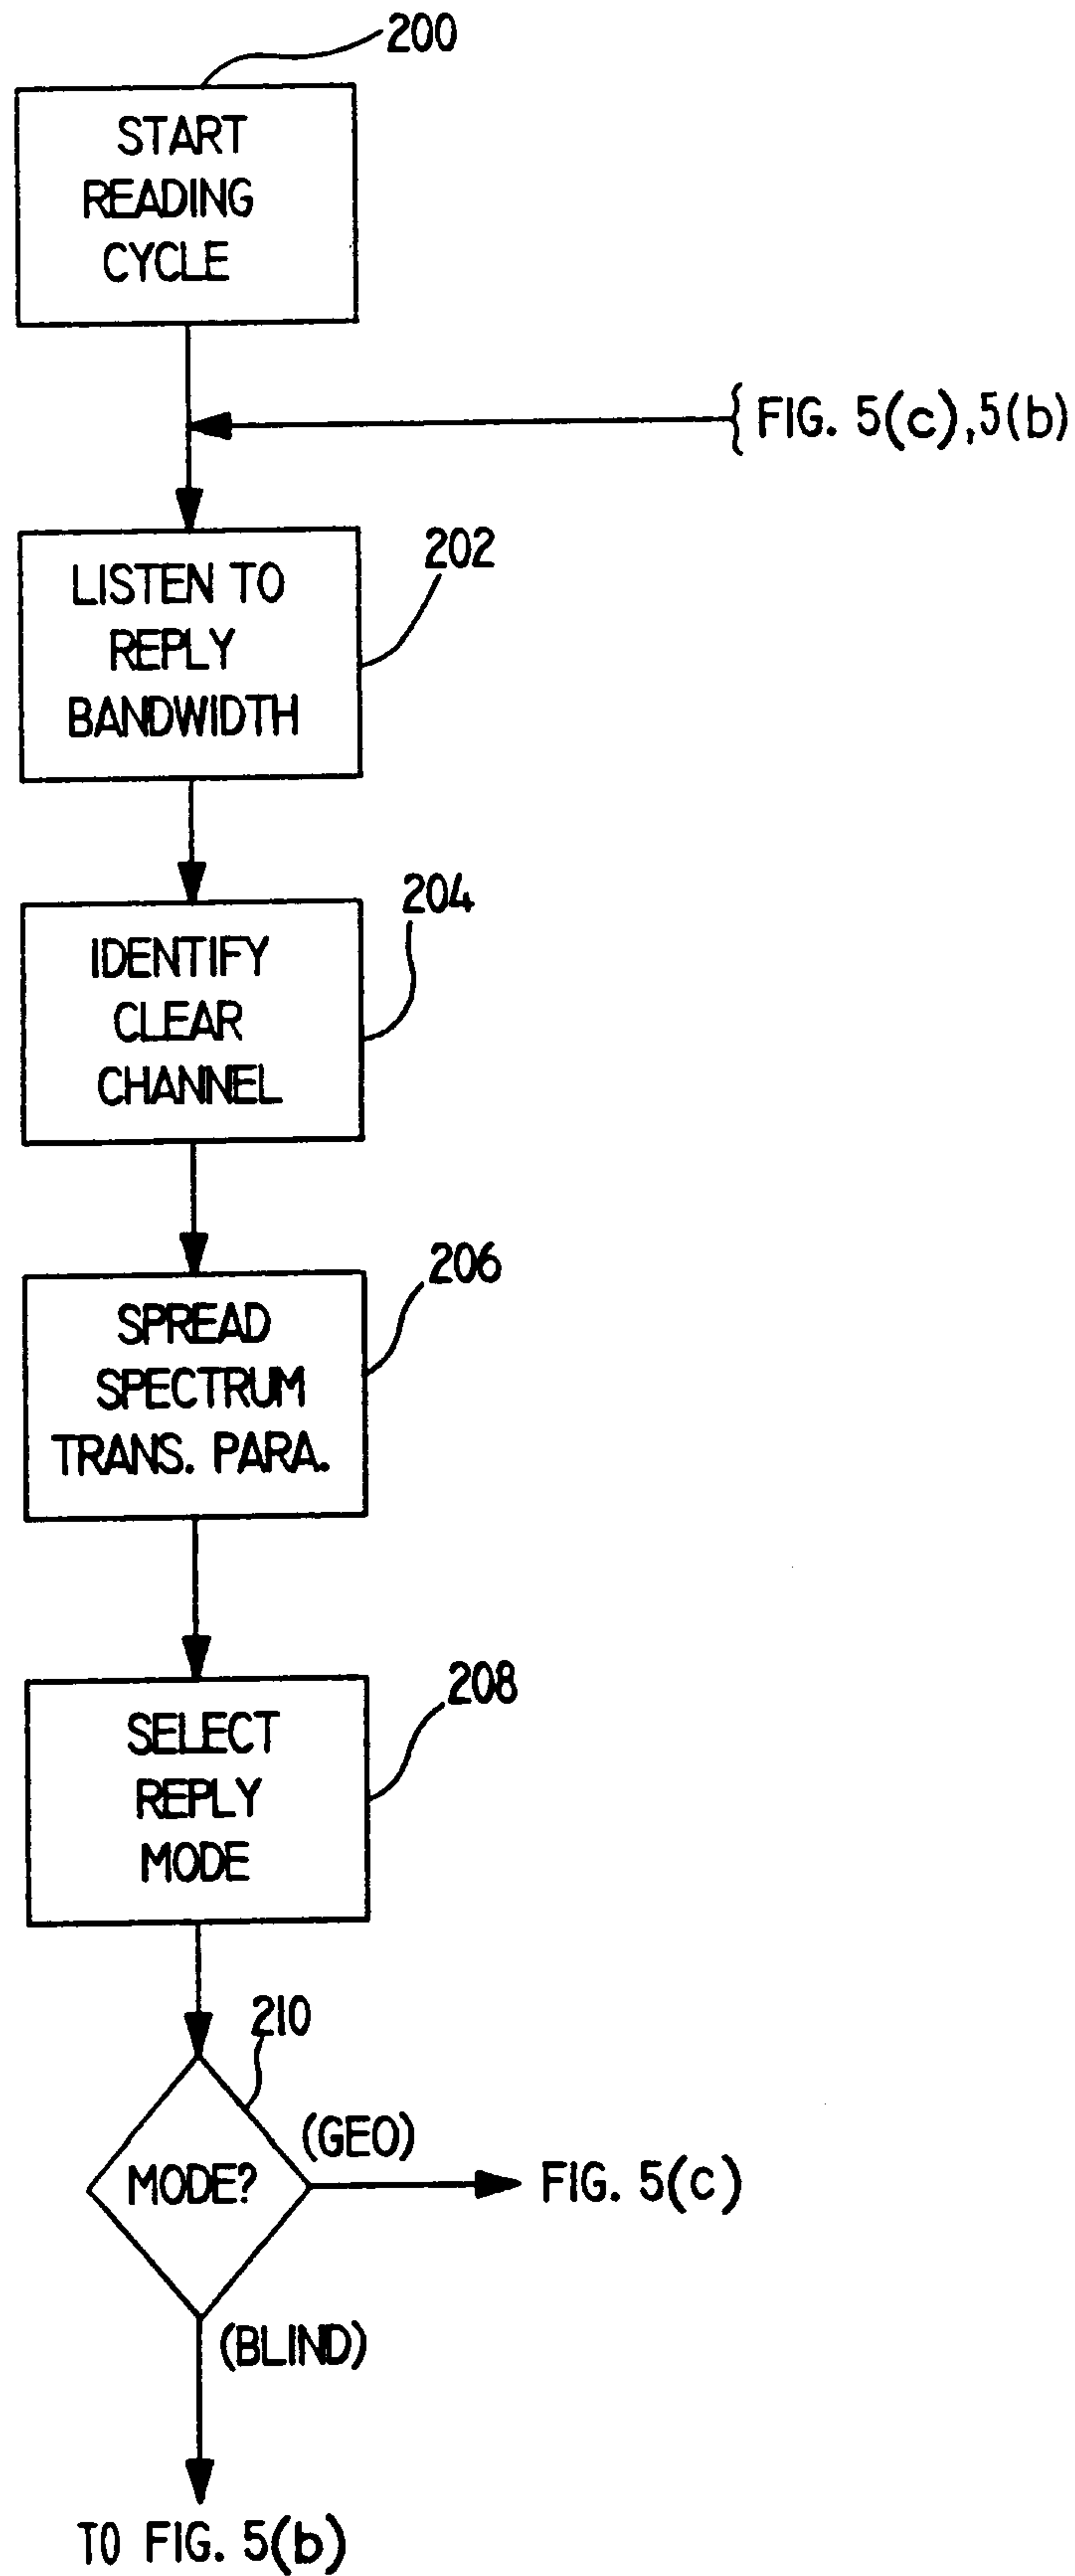 200
START
READING
CYCLE
{ FIG. 5(c),5(b)
202
LISTEN TO
REPLY
BANDWIDTH
204
IDENTIFY
CLEAR
CHANNEL
206
SPREAD
SPECTRUM
TRANS. PARA.
208
SELECT
REPLY
MODE
210
(GEO)
MODE?
FIG. 5(c)
(BLIND)
TO FIG. 5(b)